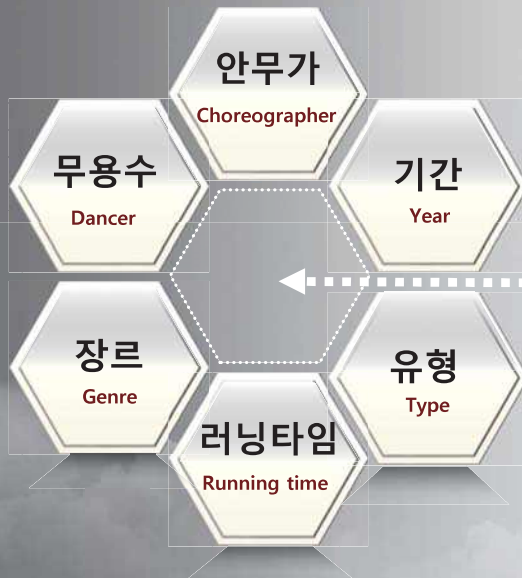 안무가
Choreographer
무용수
Dancer
기간
Year
장르
Genre
유형
Type
러닝타임
Running time